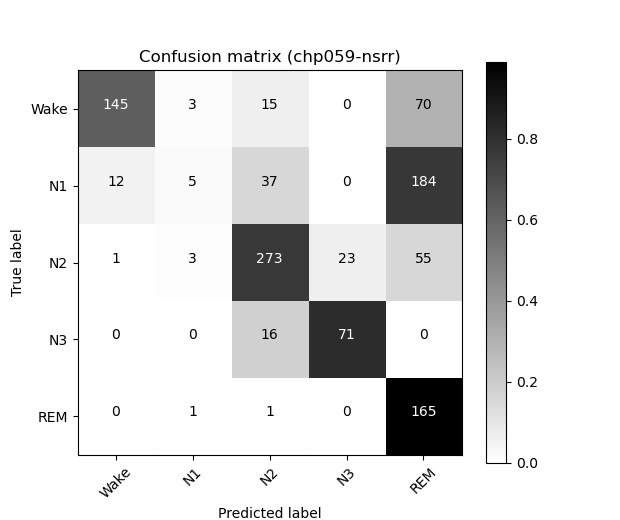 Confusion matrix (chp059-nsrr)
Wake 145 3 15 0 70
N1 12 5 37 0 184
N2 1 3 273 23 55
N3 0 0 16 71 0
REM 0 1 1 0 165
Wake N1 N2 N3 REM
Predicted label
True label
0.8
0.6
0.4
0.2
0.0